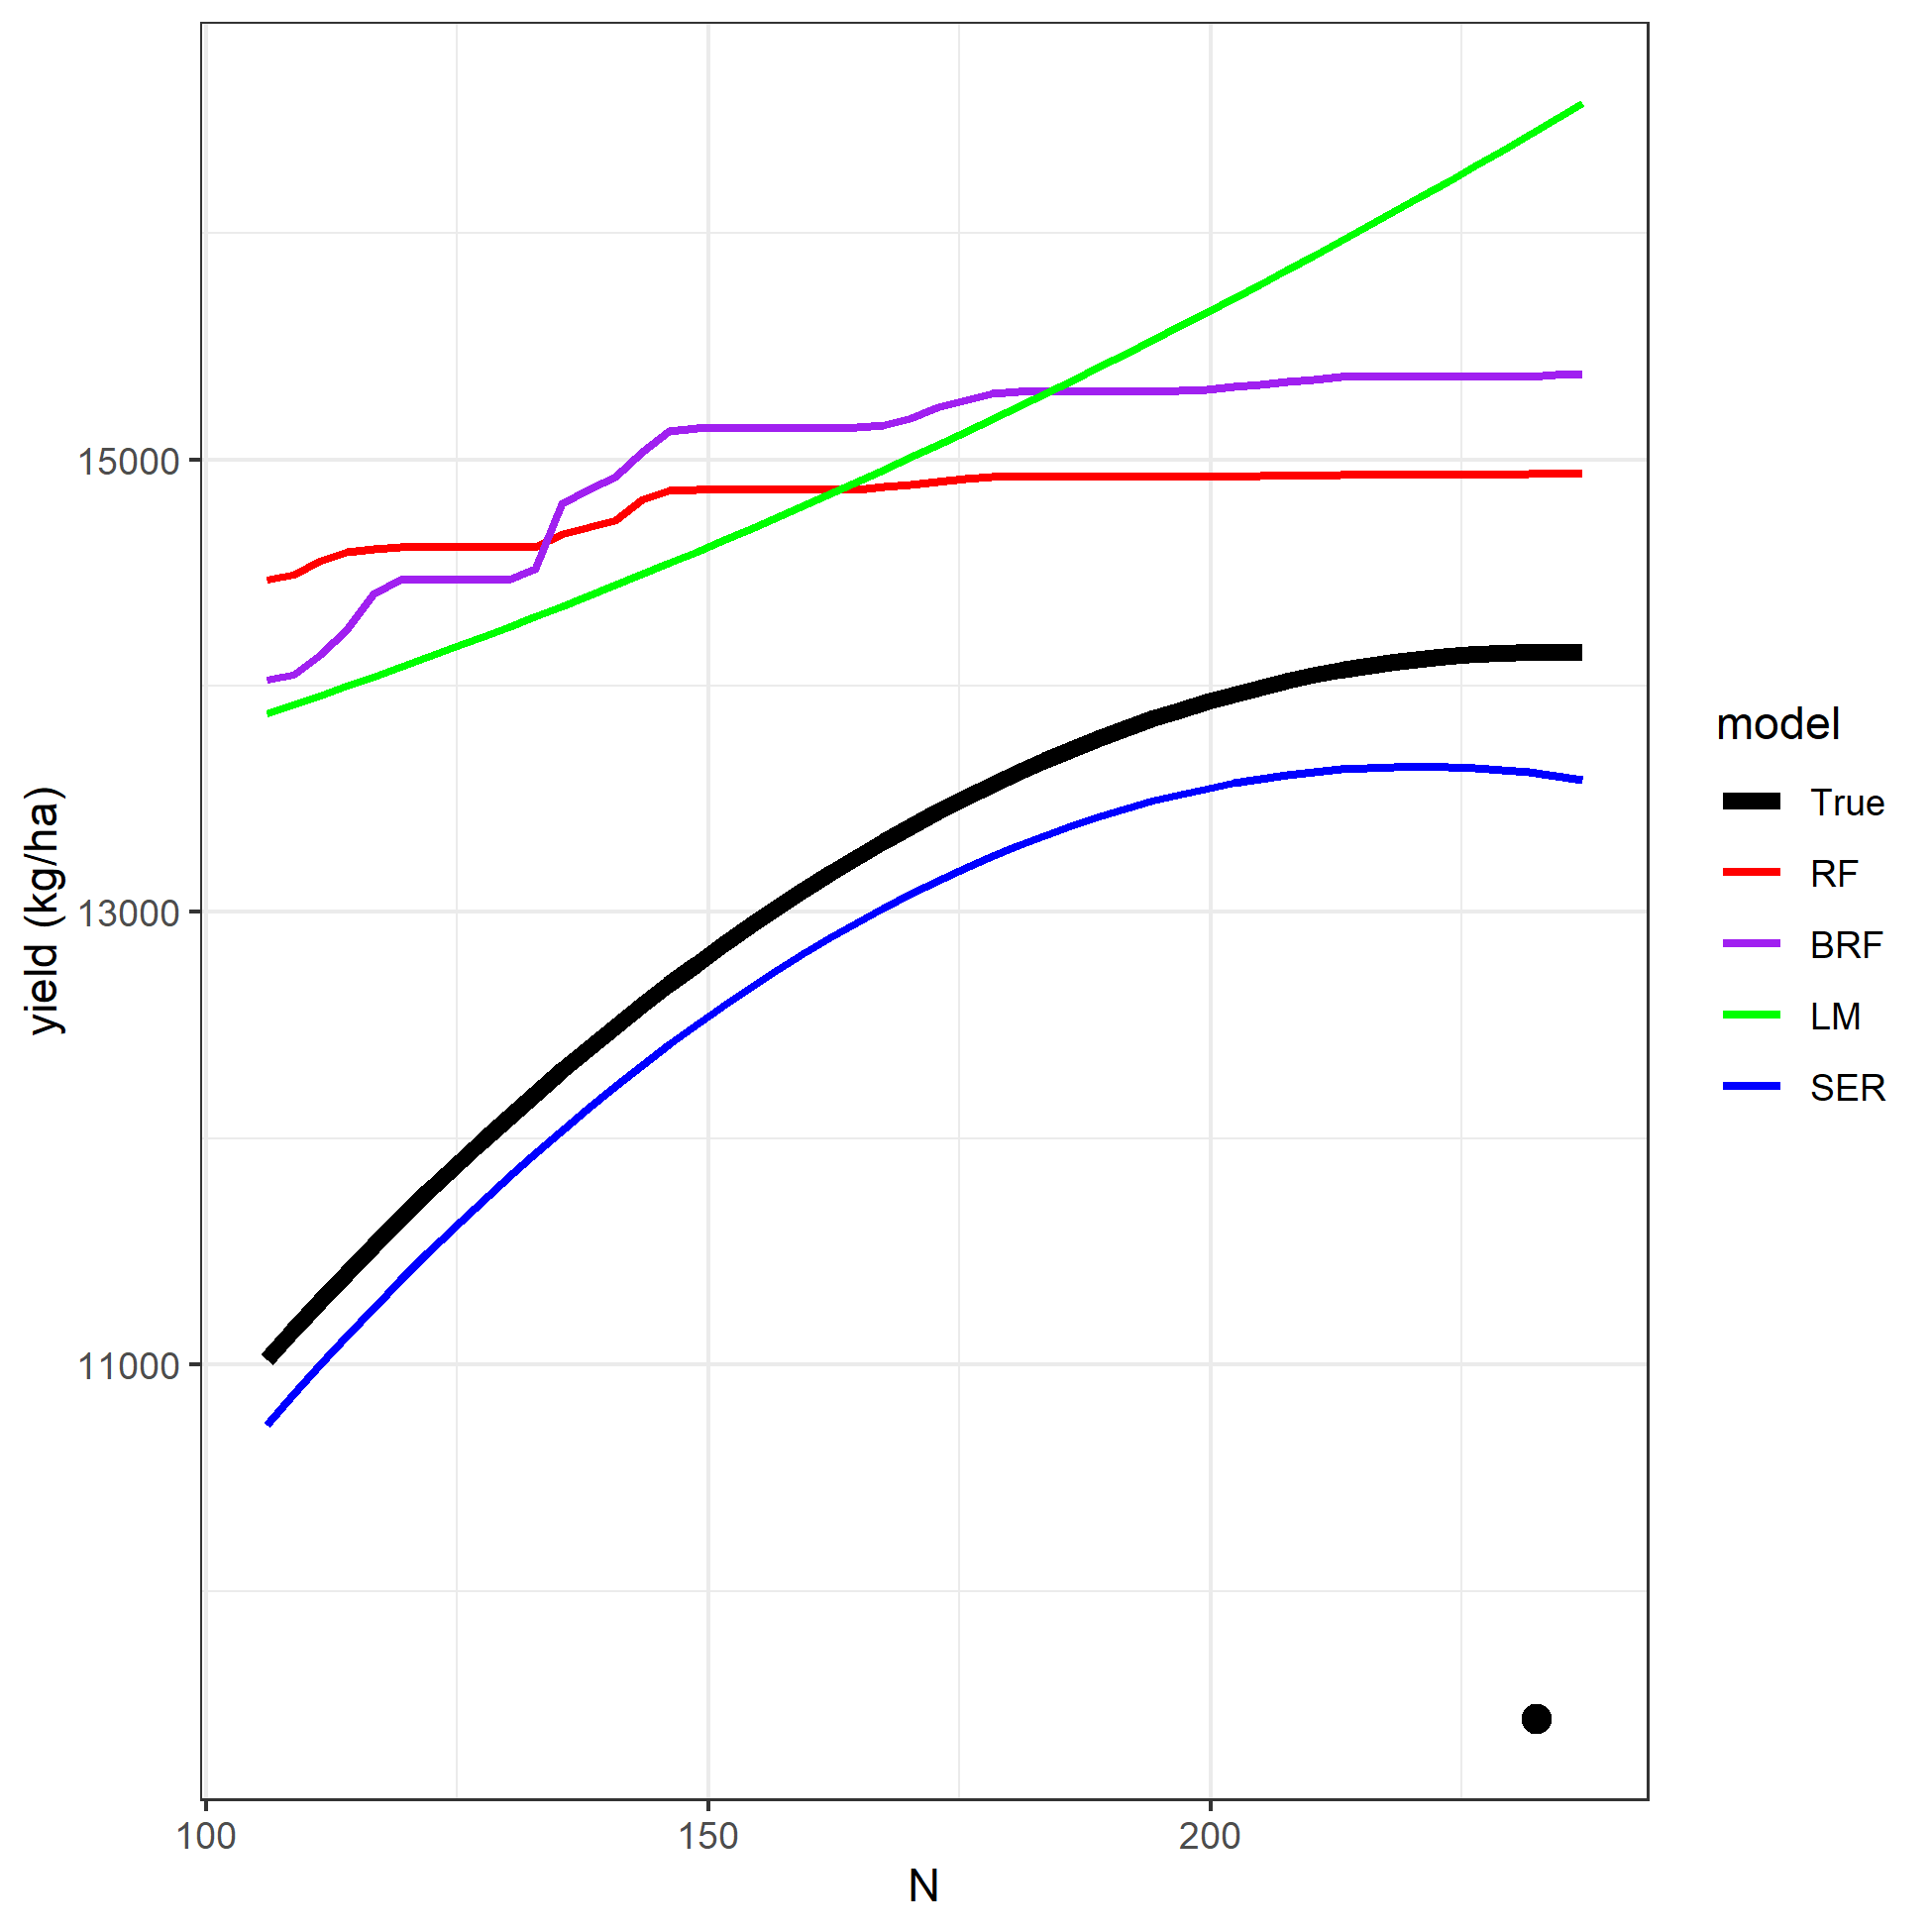 yield (kg/ha)
15000
13000
11000
100
150
200
N
model
True
RF
BRF
LM
SER